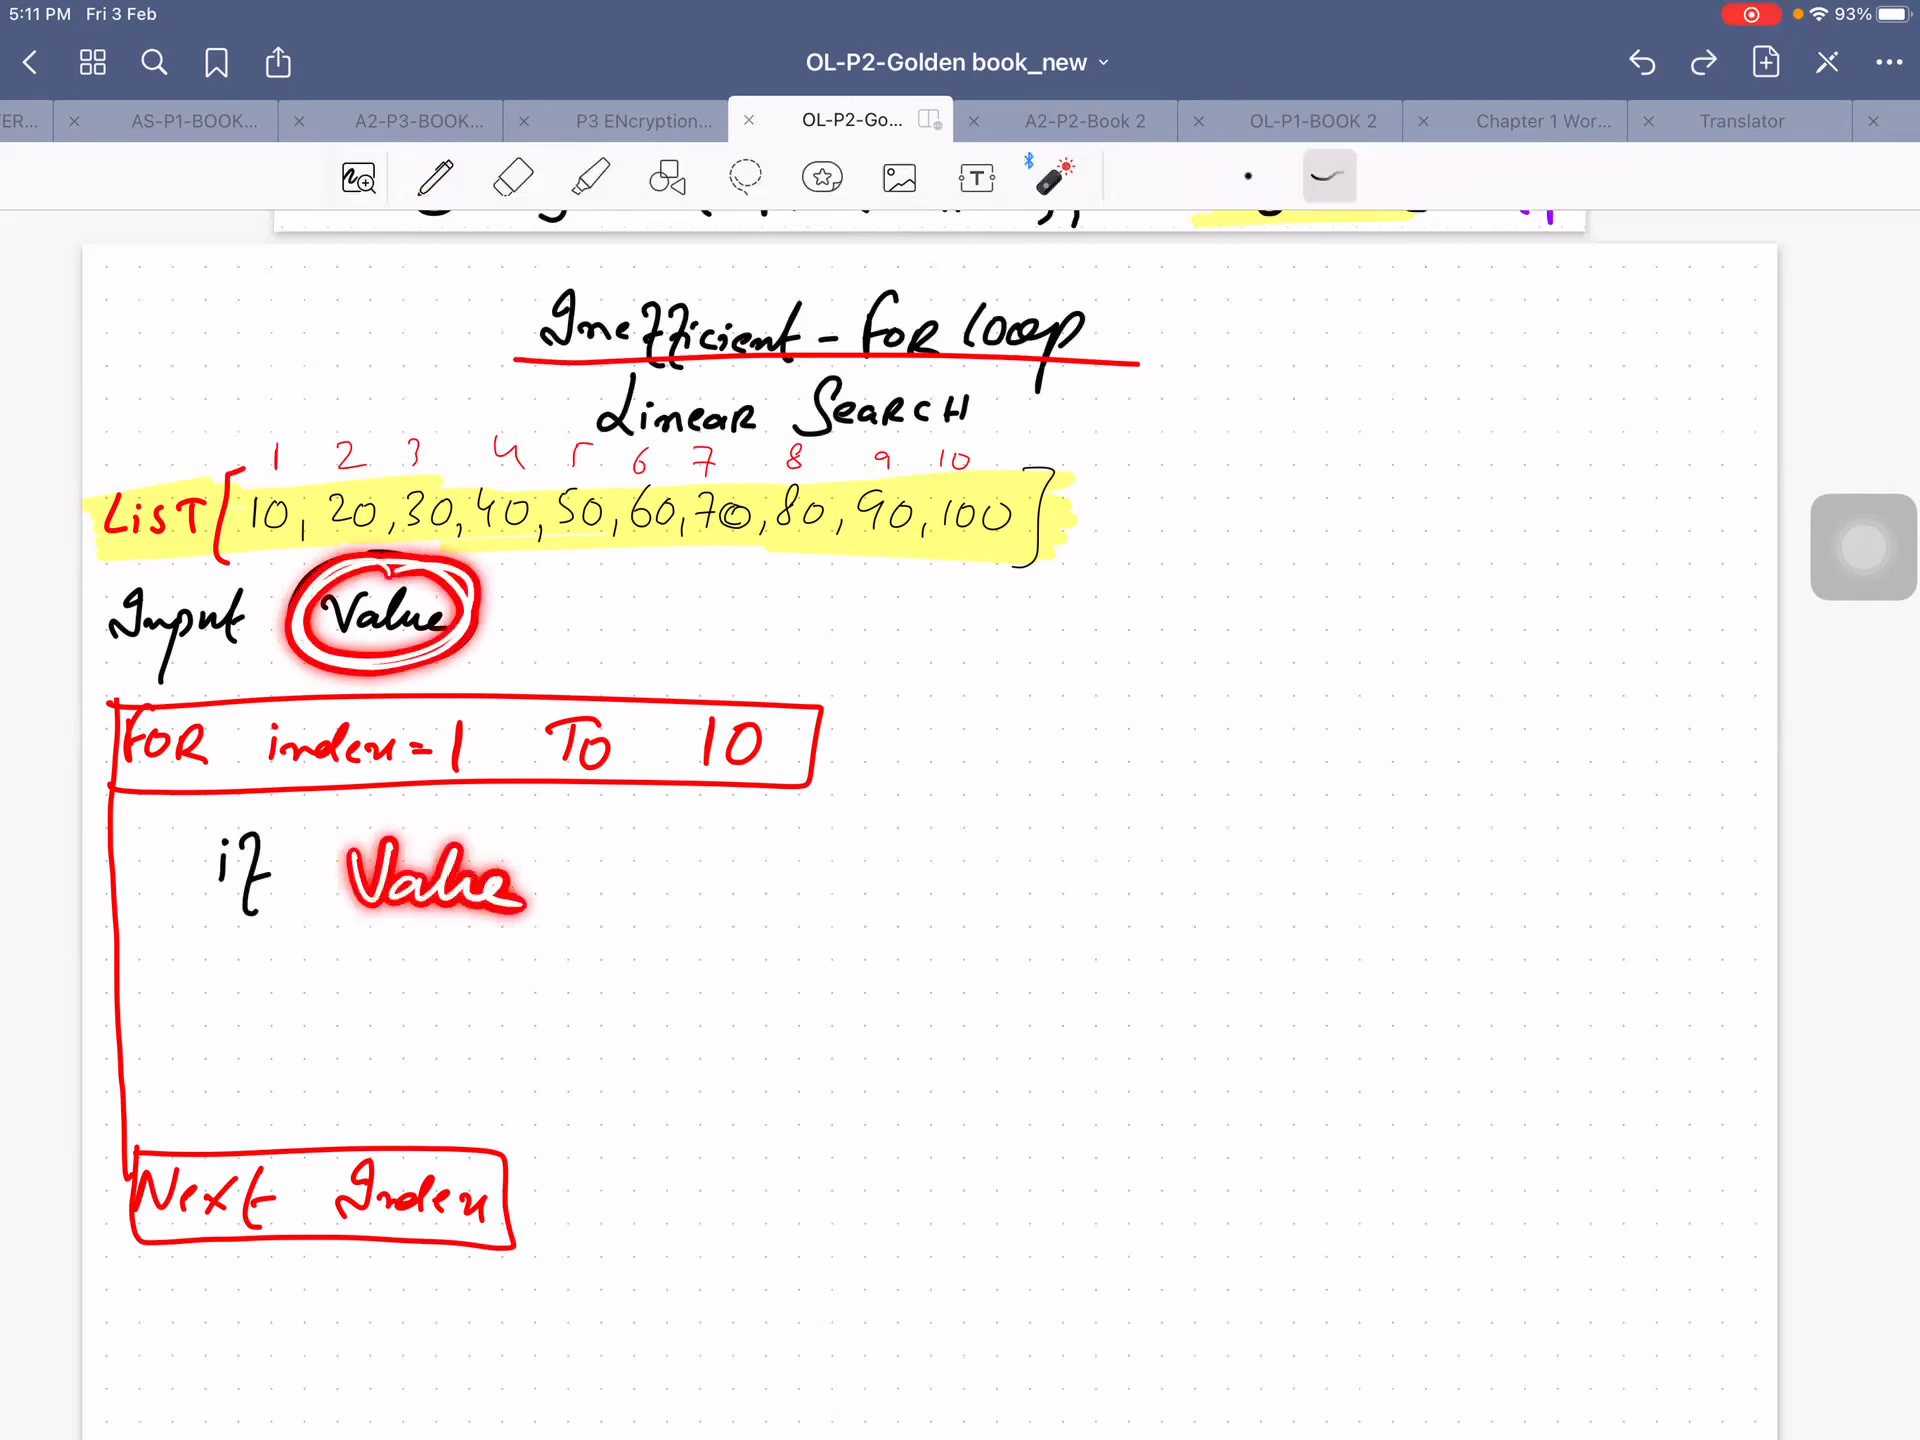 5:11 PM Fri 3 Feb 93%
OL-P2-Golden book_new
ER... AS-P1-BOOK... A2-P3-BOOK... P3 ENcryption... OL-P2-Go... A2-P2-Book 2 OL-P1-BOOK 2 Chapter 1 Wor... Translator
Inefficient - FOR loop
Linear Search
1 2 3 4 5 6 7 8 9 10
LIST [10, 20, 30, 40, 50, 60, 70, 80, 90, 100]
Input Value
FOR index = 1 To 10
if Value
Next Index